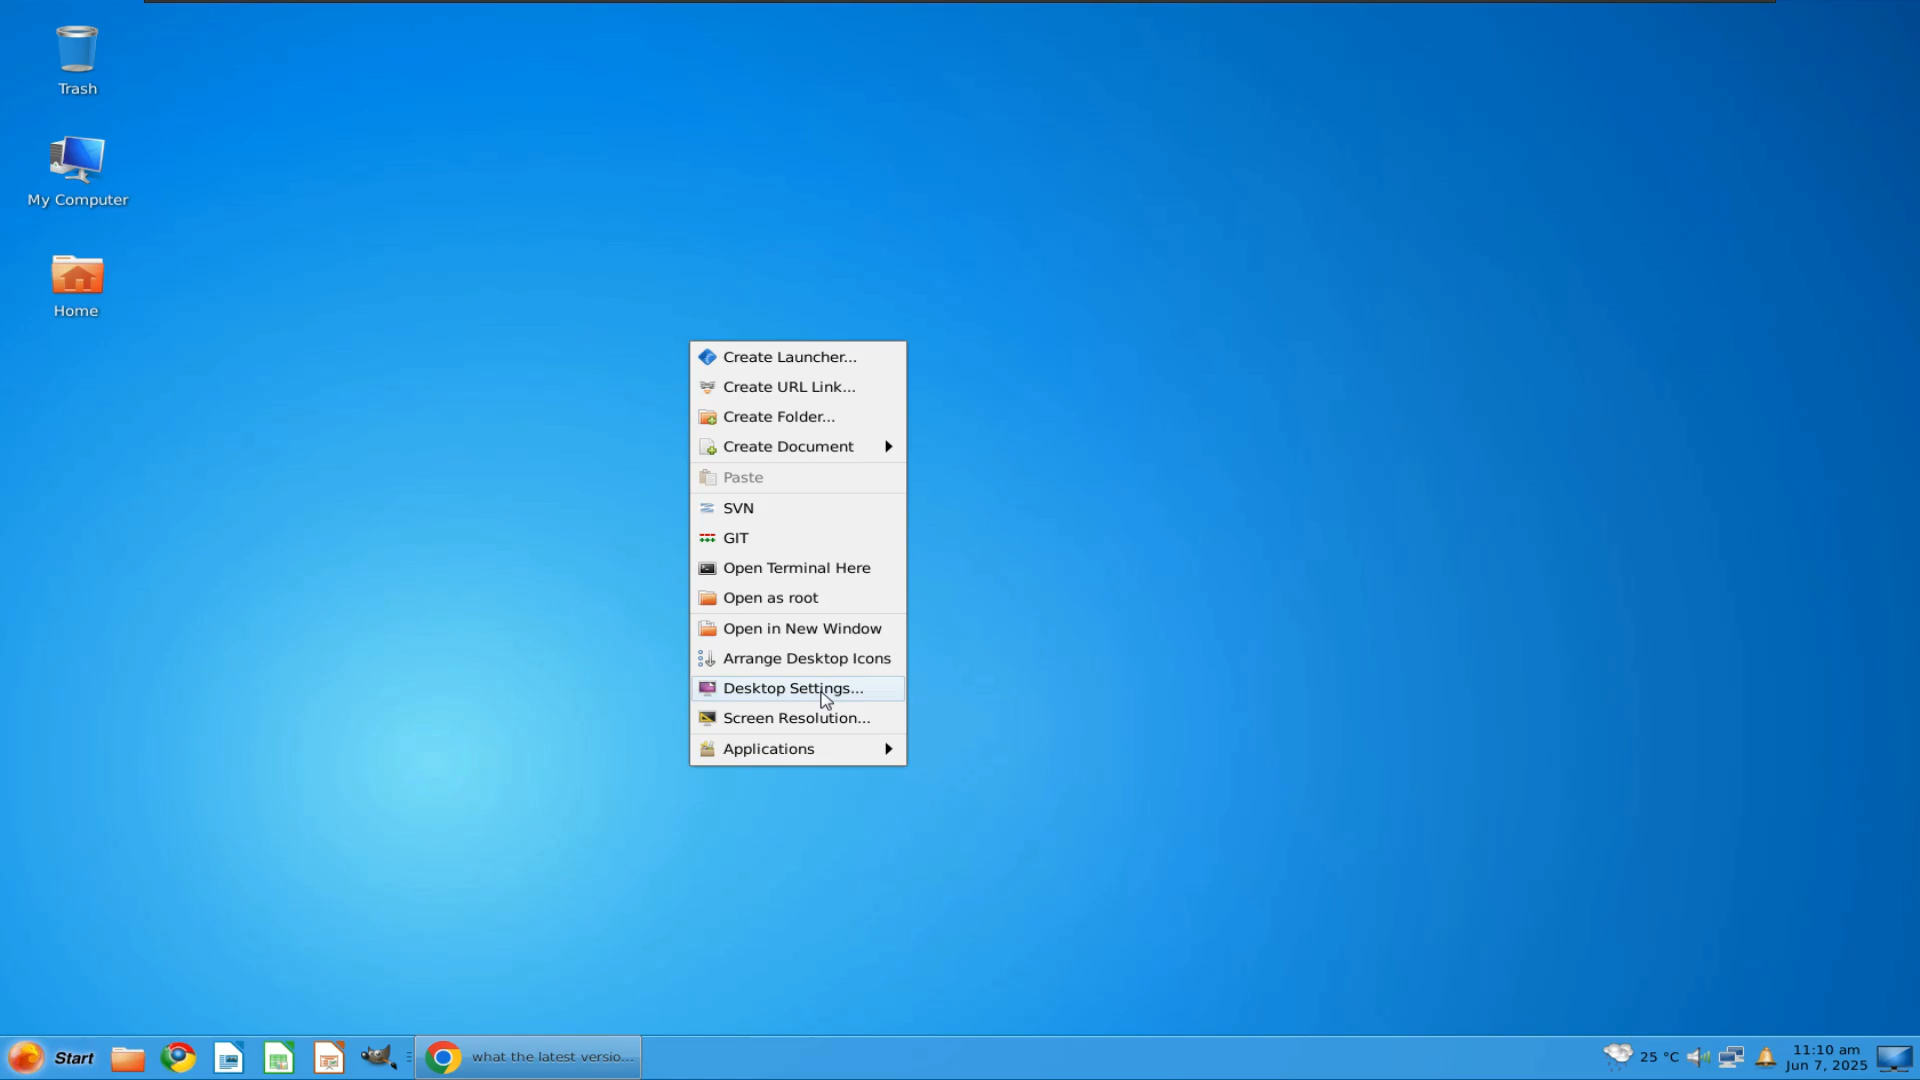 Trash
My Computer
Home
Create Launcher...
Create URL Link...
Create Folder...
Create Document
Paste
SVN
GIT
Open Terminal Here
Open as root
Open in New Window
Arrange Desktop Icons
Desktop Settings...
Screen Resolution...
Applications
Start
what the latest versio...
25 °C
11:10 am
Jun 7, 2025